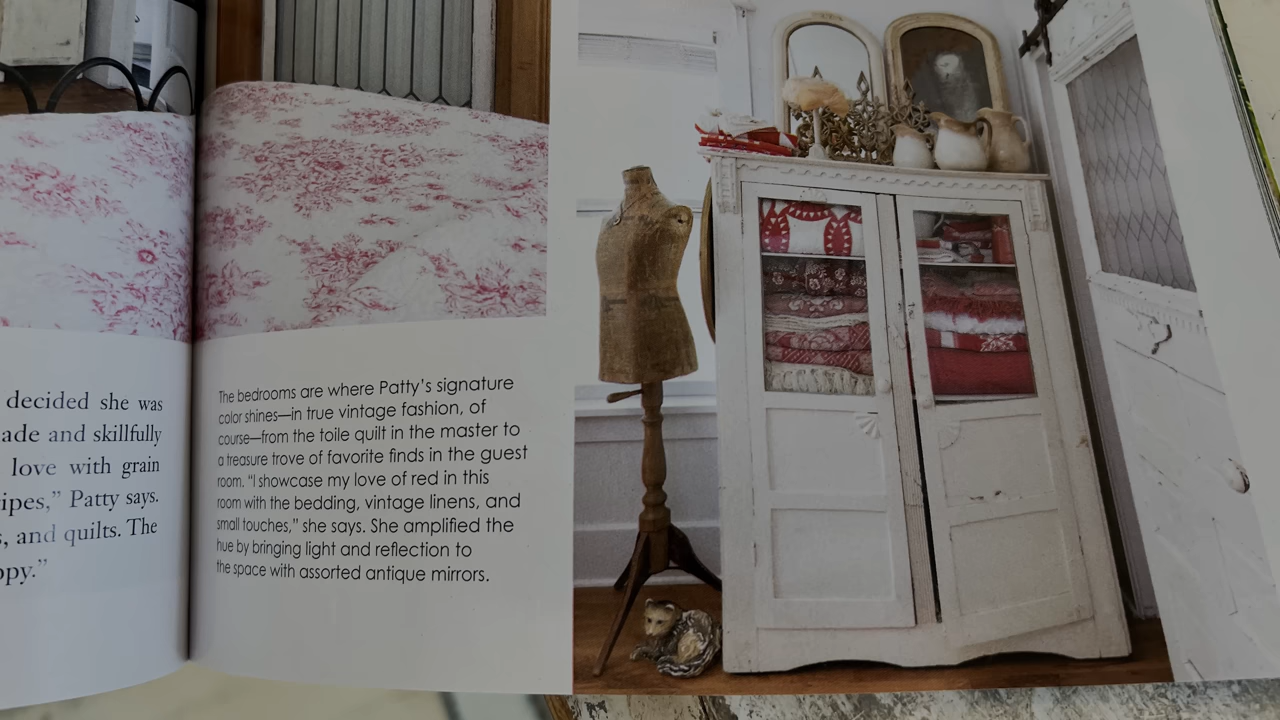 decided she was
and skillfully
love with grain
Patty says.
and quilts. The
The bedrooms are where Patty's signature
color shines—in true vintage fashion, of
course—from the toile quilt in the master to
a treasure trove of favorite finds in the guest
room. "I showcase my love of red in this
room with the bedding, vintage linens, and
small touches," she says. She amplified the
hue by bringing light and reflection to
the space with assorted antique mirrors.